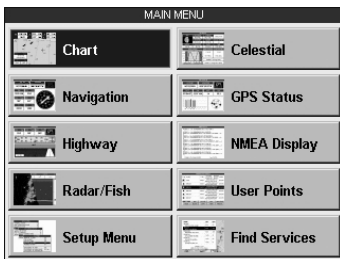 MAIN MENU
Chart
Celestial
Navigation
GPS Status
Highway
NMEA Display
Radar/Fish
User Points
Setup Menu
Find Services